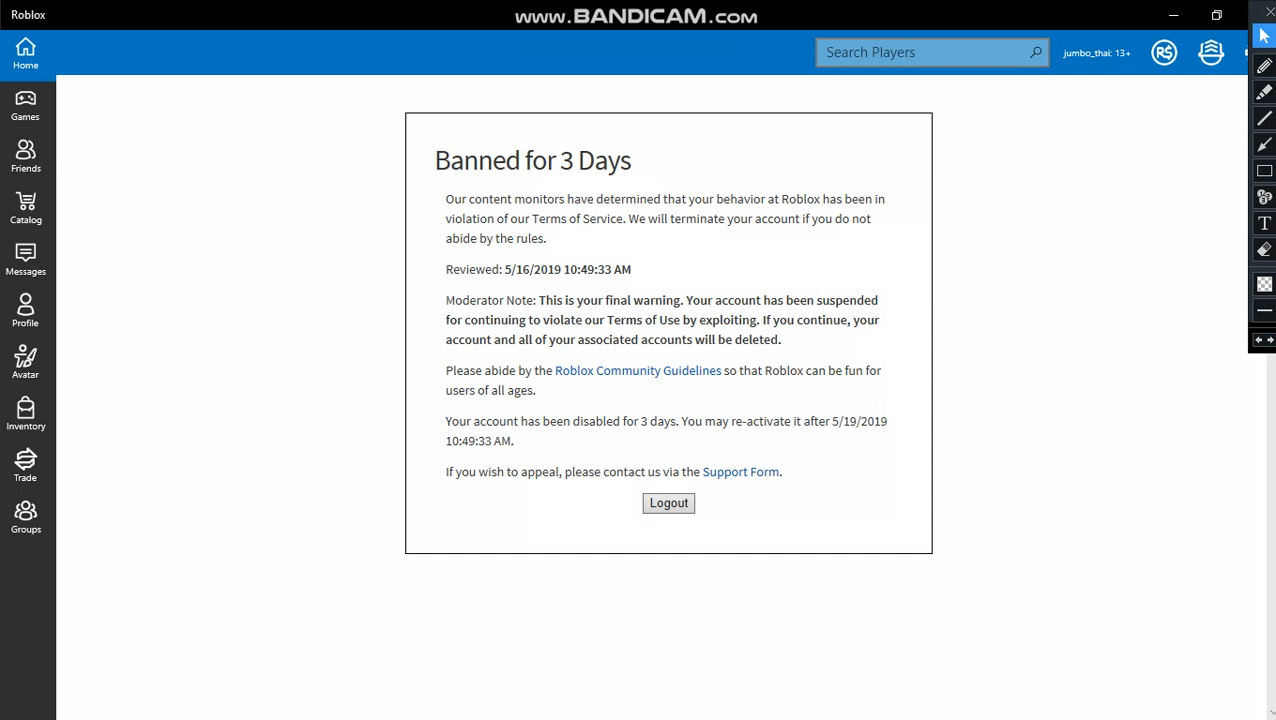 Roblox
www.BANDICAM.com
Home
Search Players
jumbo_thai: 13+
R$
Games
Friends
Catalog
Messages
Profile
Avatar
Inventory
Trade
Groups
Banned for 3 Days
Our content monitors have determined that your behavior at Roblox has been in
violation of our Terms of Service. We will terminate your account if you do not
abide by the rules.
Reviewed: 5/16/2019 10:49:33 AM
Moderator Note: This is your final warning. Your account has been suspended
for continuing to violate our Terms of Use by exploiting. If you continue, your
account and all of your associated accounts will be deleted.
Please abide by the Roblox Community Guidelines so that Roblox can be fun for
users of all ages.
Your account has been disabled for 3 days. You may re-activate it after 5/19/2019
10:49:33 AM.
If you wish to appeal, please contact us via the Support Form.
Logout
T